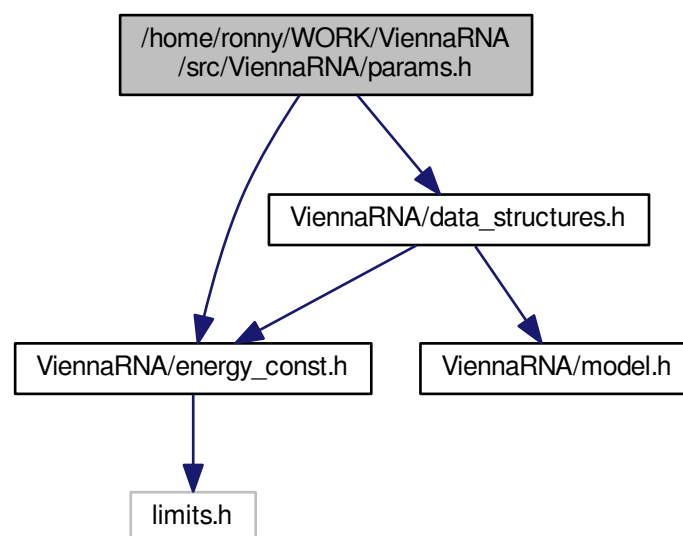 /home/ronny/WORK/ViennaRNA
/src/ViennaRNA/params.h
ViennaRNA/data_structures.h
ViennaRNA/energy_const.h
ViennaRNA/model.h
limits.h